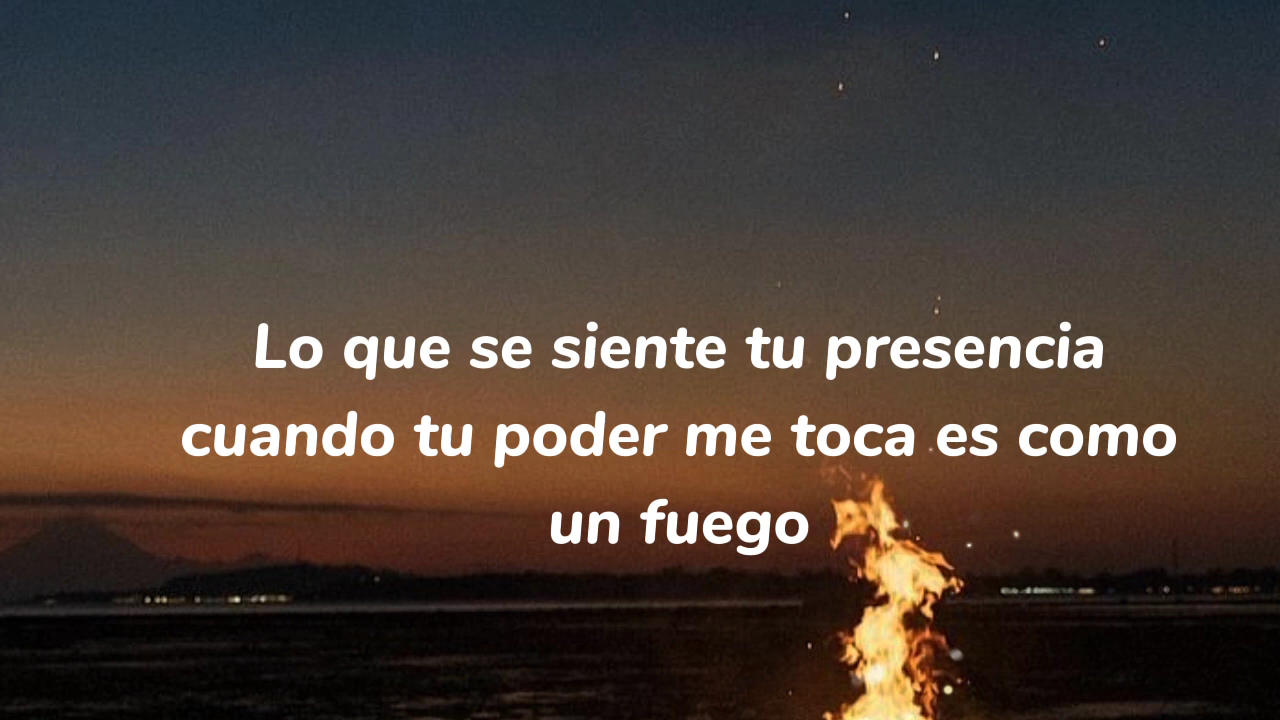 Lo que se siente tu presencia
cuando tu poder me toca es como
un fuego